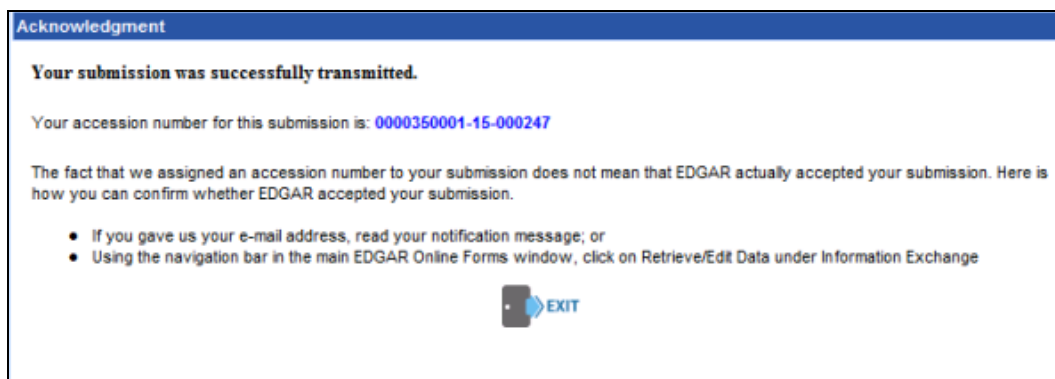 Acknowledgment
Your submission was successfully transmitted.
Your accession number for this submission is: 0000350001-15-000247
The fact that we assigned an accession number to your submission does not mean that EDGAR actually accepted your submission. Here is
how you can confirm whether EDGAR accepted your submission.
• If you gave us your e-mail address, read your notification message; or
• Using the navigation bar in the main EDGAR Online Forms window, click on Retrieve/Edit Data under Information Exchange
EXIT